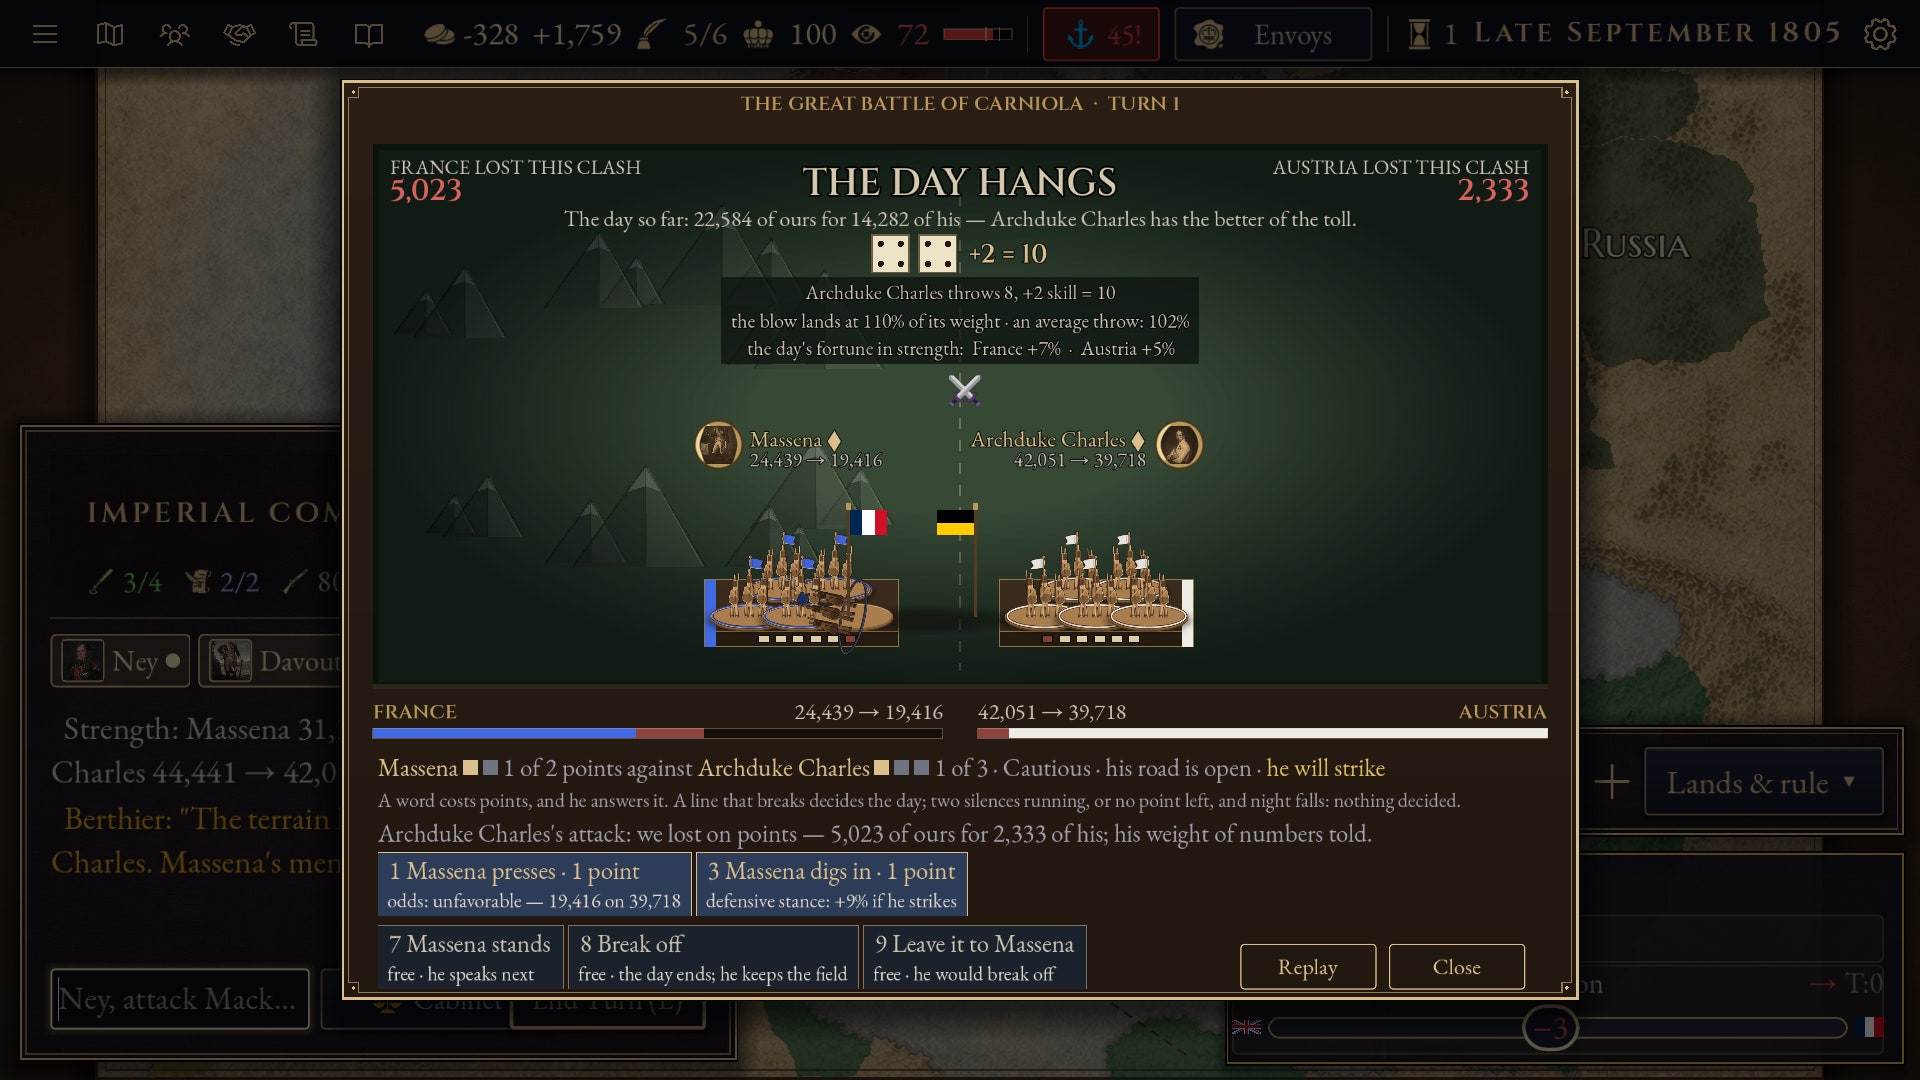 -328 +1,759 5/6 100 72 45! Envoys 1 LATE SEPTEMBER 1805
THE GREAT BATTLE OF CARNIOLA · TURN 1
FRANCE LOST THIS CLASH
5,023
THE DAY HANGS
AUSTRIA LOST THIS CLASH
2,333
The day so far: 22,584 of ours for 14,282 of his — Archduke Charles has the better of the toll.
+2 = 10
Archduke Charles throws 8, +2 skill = 10
the blow lands at 110% of its weight · an average throw: 102%
the day's fortune in strength: France +7% · Austria +5%
RUSSIA
Massena
24,439 → 19,416
Archduke Charles
42,051 → 39,718
IMPERIAL COM
3/4 2/2 80
Ney Davout
Strength: Massena 31,
Charles 44,441 → 42,0
Berthier: "The terrain
Charles. Massena's men
FRANCE 24,439 → 19,416 42,051 → 39,718 AUSTRIA
Massena 1 of 2 points against Archduke Charles 1 of 3 · Cautious · his road is open · he will strike
A word costs points, and he answers it. A line that breaks decides the day; two silences running, or no point left, and night falls: nothing decided.
Archduke Charles's attack: we lost on points — 5,023 of ours for 2,333 of his; his weight of numbers told.
1 Massena presses · 1 point
odds: unfavorable — 19,416 on 39,718
3 Massena digs in · 1 point
defensive stance: +9% if he strikes
7 Massena stands
free · he speaks next
8 Break off
free · the day ends; he keeps the field
9 Leave it to Massena
free · he would break off
Replay
Close
Lands & rule ▼
Ney, attack Mack...
Cabinet
End Turn (E)
on → T:0
-3